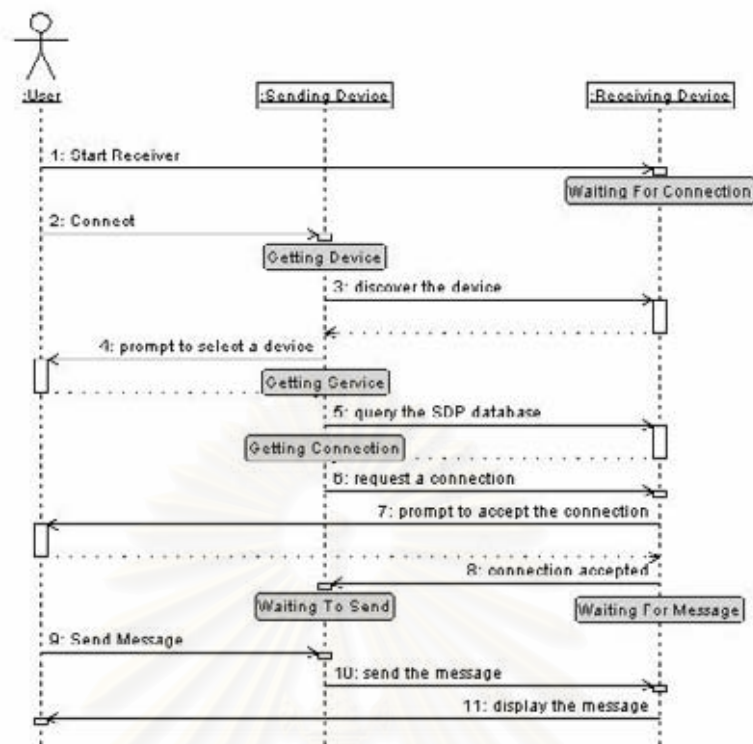 :User
:Sending Device
:Receiving Device
1: Start Receiver
Waiting For Connection
2: Connect
Getting Device
3: discover the device
4: prompt to select a device
Getting Service
5: query the SDP database
Getting Connection
6: request a connection
7: prompt to accept the connection
8: connection accepted
Waiting To Send
Waiting For Message
9: Send Message
10: send the message
11: display the message